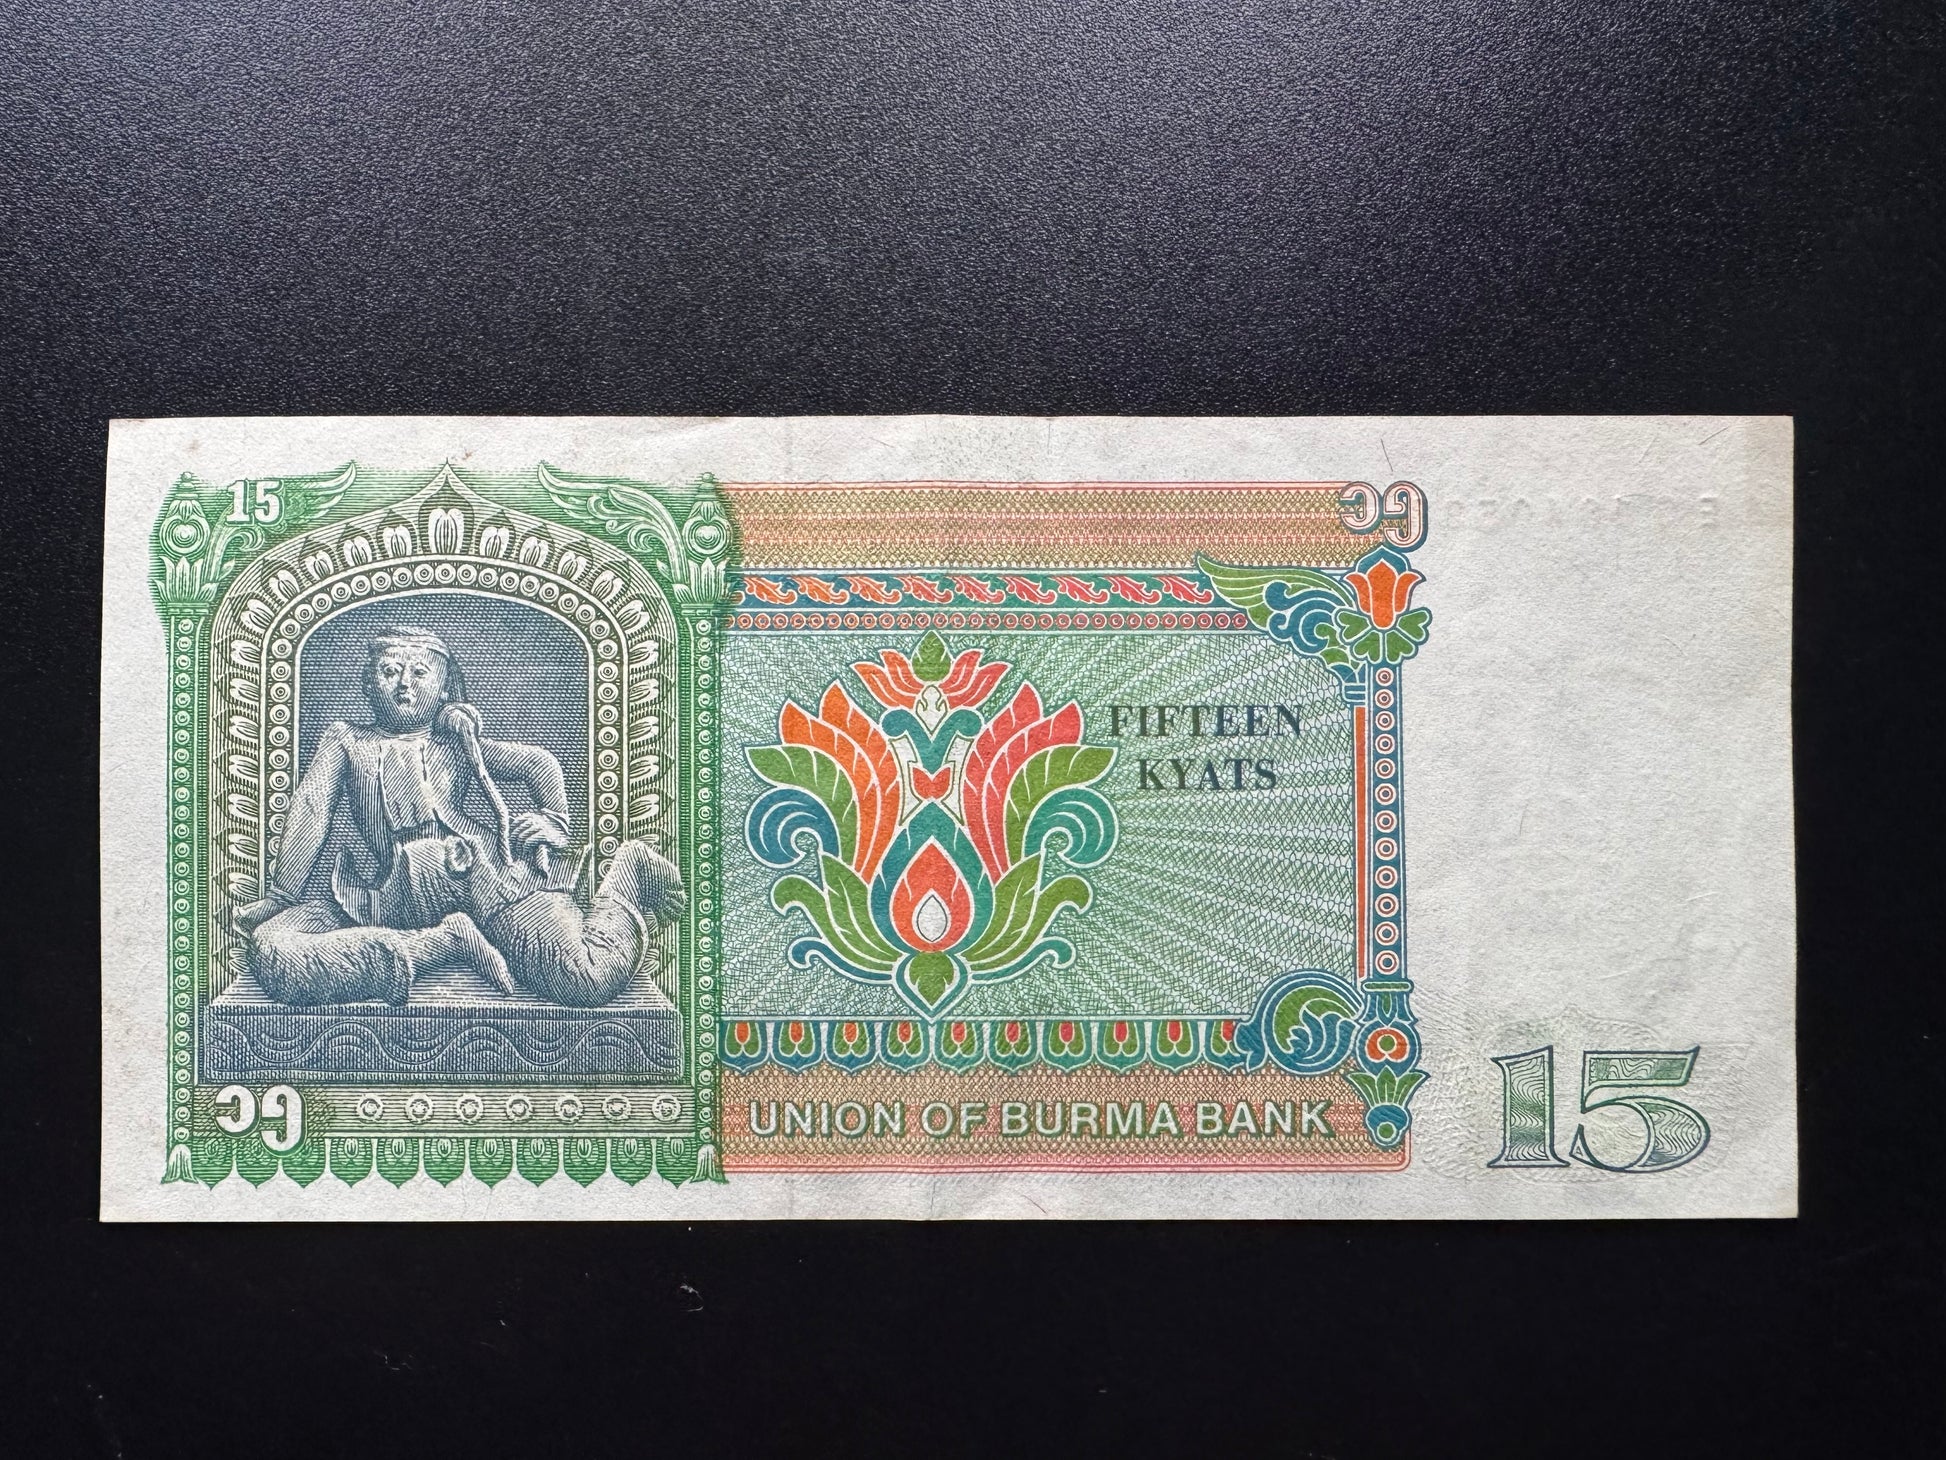 15
၁၅
FIFTEEN
KYATS
၁၅
UNION OF BURMA BANK
15